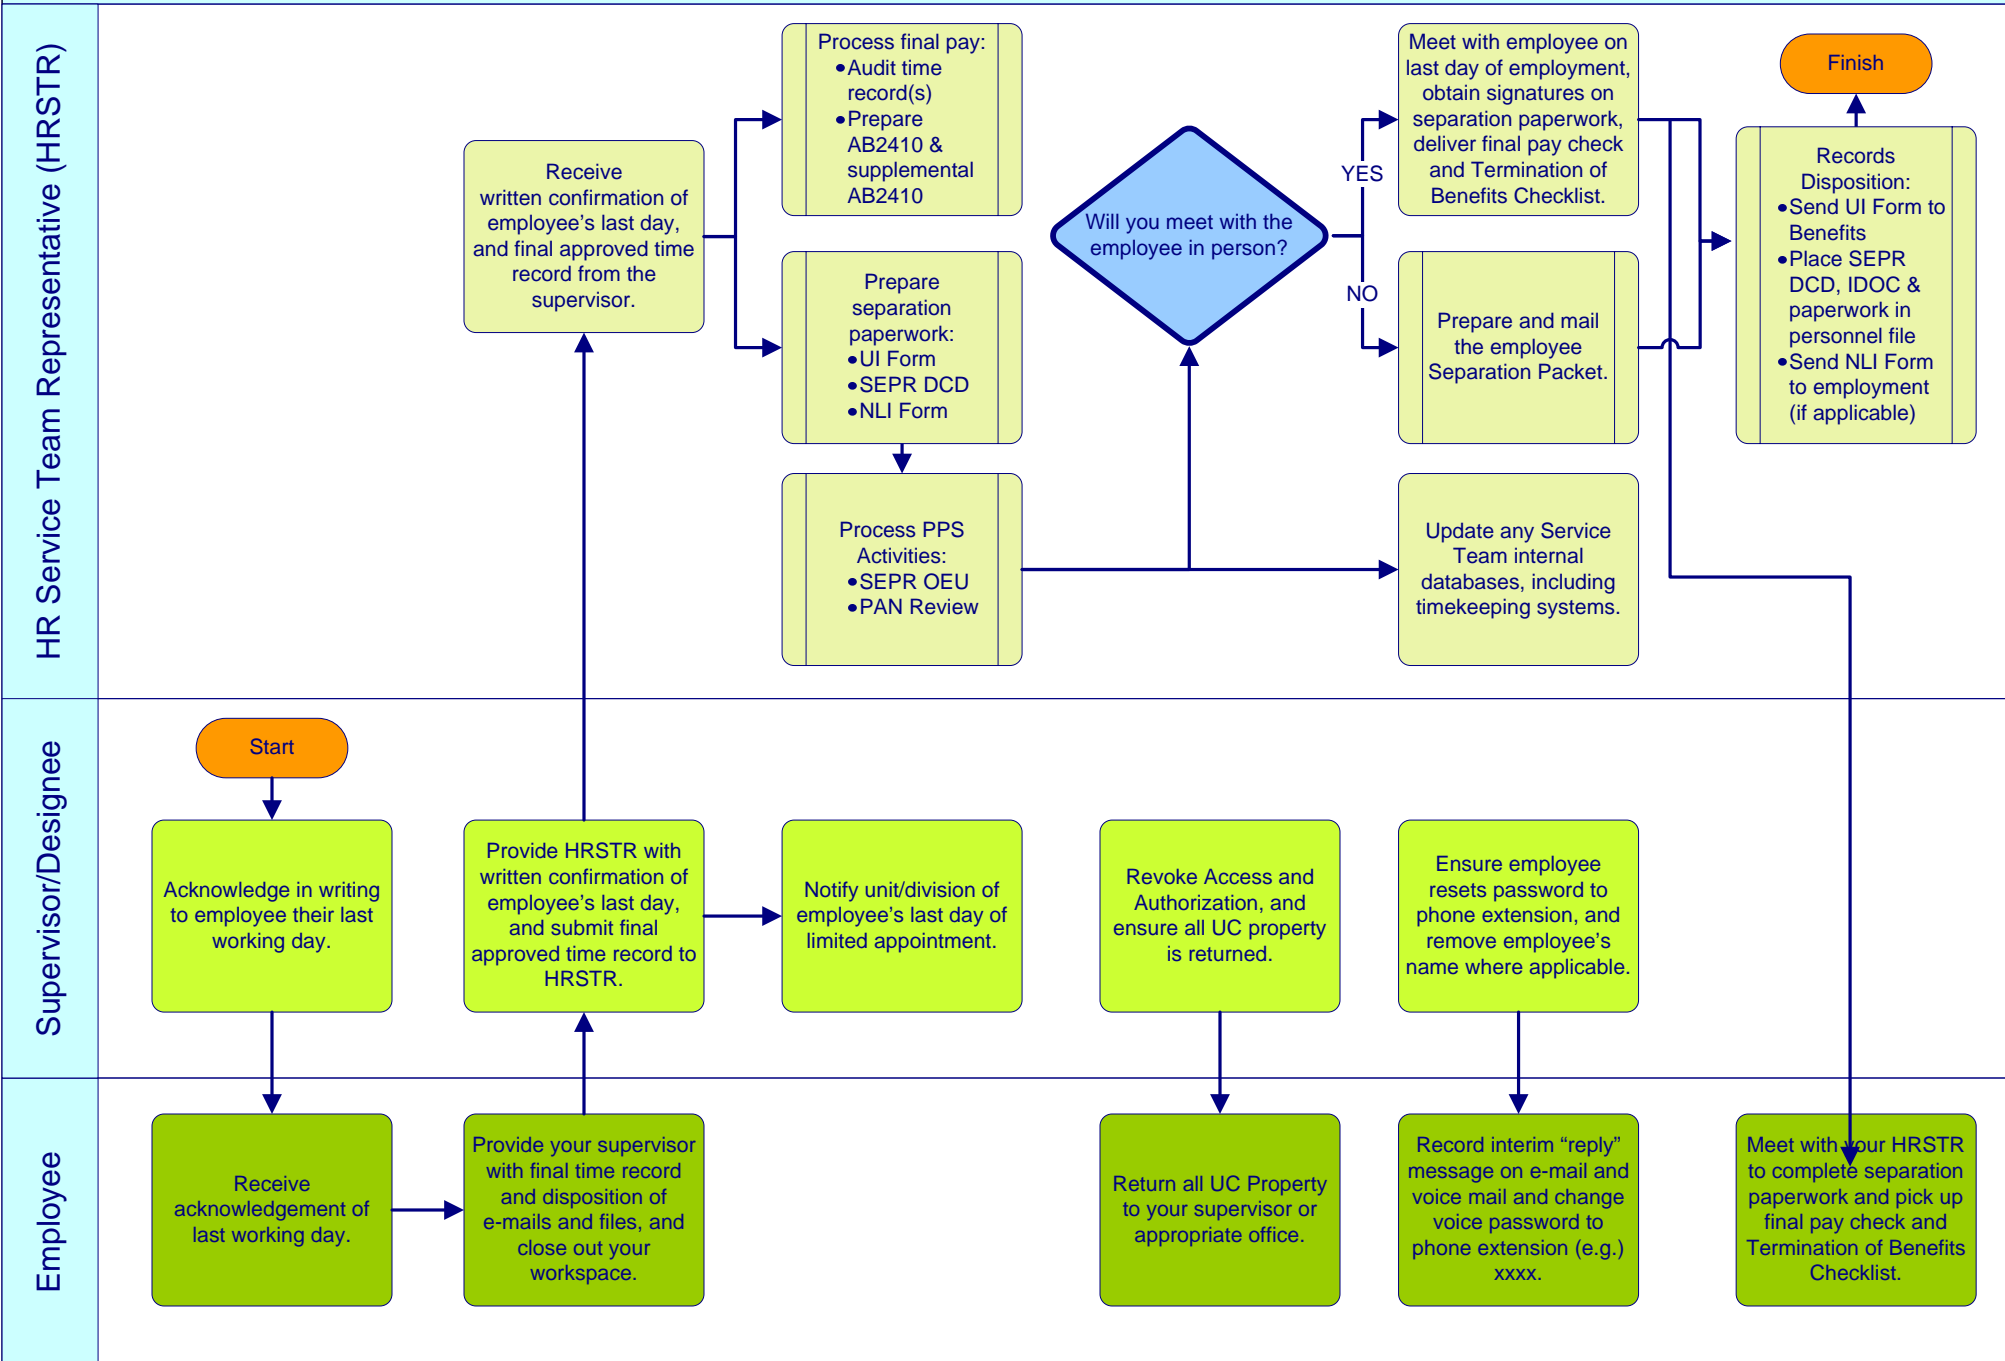 HR Service Team Representative (HRSTR)
Receive
written confirmation of
employee’s last day,
and final approved time
record from the
supervisor.
Process final pay:
•Audit time
record(s)
•Prepare
AB2410 &
supplemental
AB2410
Prepare
separation
paperwork:
•UI Form
•SEPR DCD
•NLI Form
Process PPS
Activities:
•SEPR OEU
•PAN Review
Will you meet with the
employee in person?
YES
NO
Meet with employee on
last day of employment,
obtain signatures on
separation paperwork,
deliver final pay check
and Termination of
Benefits Checklist.
Prepare and mail
the employee
Separation Packet.
Update any Service
Team internal
databases, including
timekeeping systems.
Finish
Records
Disposition:
•Send UI Form to
Benefits
•Place SEPR
DCD, IDOC &
paperwork in
personnel file
•Send NLI Form
to employment
(if applicable)
Supervisor/Designee
Start
Acknowledge in writing
to employee their last
working day.
Provide HRSTR with
written confirmation of
employee’s last day,
and submit final
approved time record to
HRSTR.
Notify unit/division of
employee’s last day of
limited appointment.
Revoke Access and
Authorization, and
ensure all UC property
is returned.
Ensure employee
resets password to
phone extension, and
remove employee’s
name where applicable.
Employee
Receive
acknowledgement of
last working day.
Provide your supervisor
with final time record
and disposition of
e-mails and files, and
close out your
workspace.
Return all UC Property
to your supervisor or
appropriate office.
Record interim “reply”
message on e-mail and
voice mail and change
voice password to
phone extension (e.g.)
xxxx.
Meet with your HRSTR
to complete separation
paperwork and pick up
final pay check and
Termination of Benefits
Checklist.